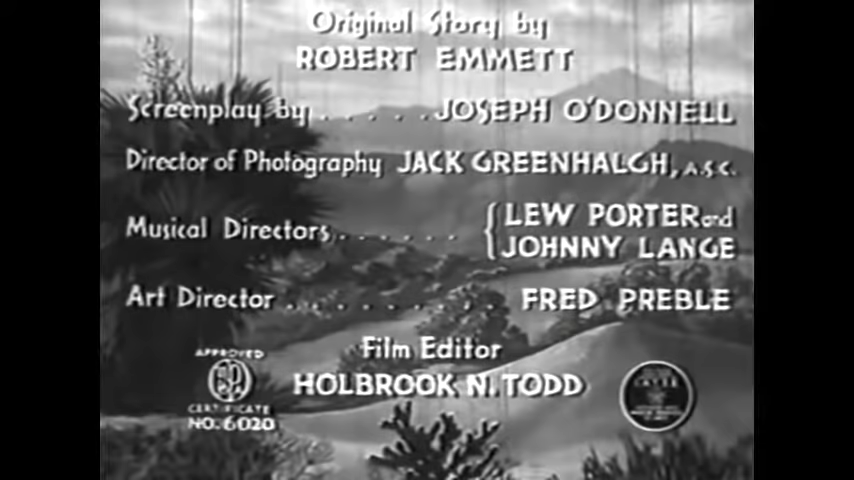 Original Story by
ROBERT EMMETT
Screenplay by . . . . . JOSEPH O'DONNELL
Director of Photography JACK GREENHALGH, A.S.C.
Musical Directors . . . . . . { LEW PORTER and
JOHNNY LANGE
Art Director . . . . . . . . FRED PREBLE
Film Editor
HOLBROOK N. TODD
APPROVED
CERTIFICATE
NO. 6020
I.A.T.S.E.